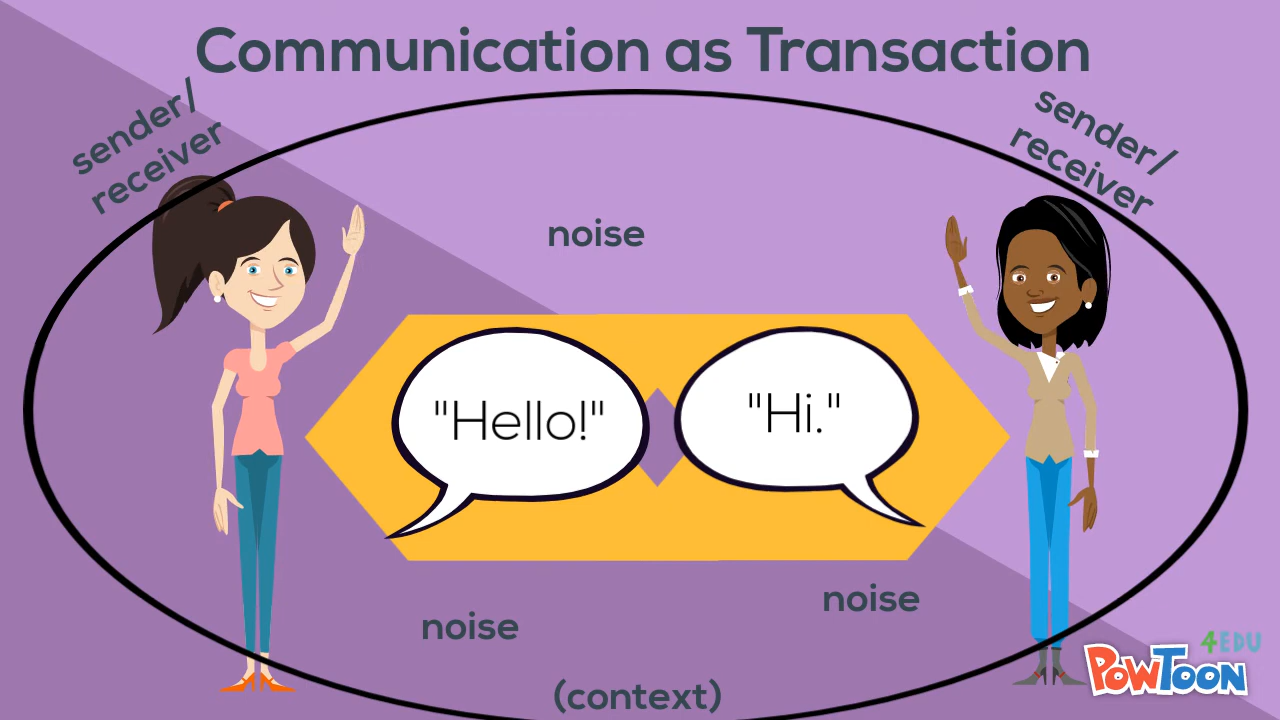 Communication as Transaction
sender/
receiver
sender/
receiver
noise
"Hello!"
"Hi."
noise
noise
(context)
4EDU
POWTOON